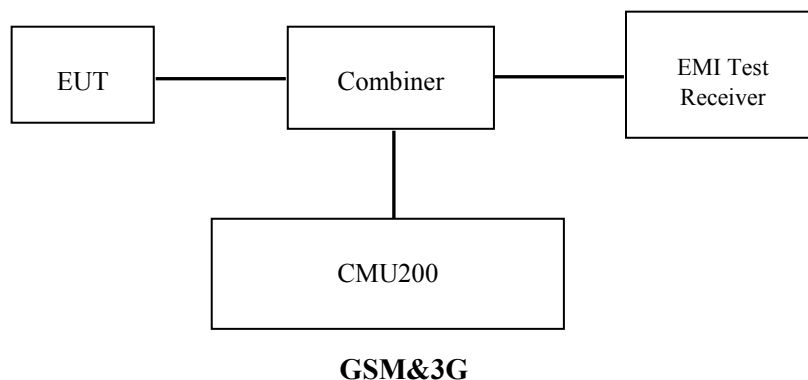 EUT
Combiner
EMI Test
Receiver
CMU200
GSM&3G